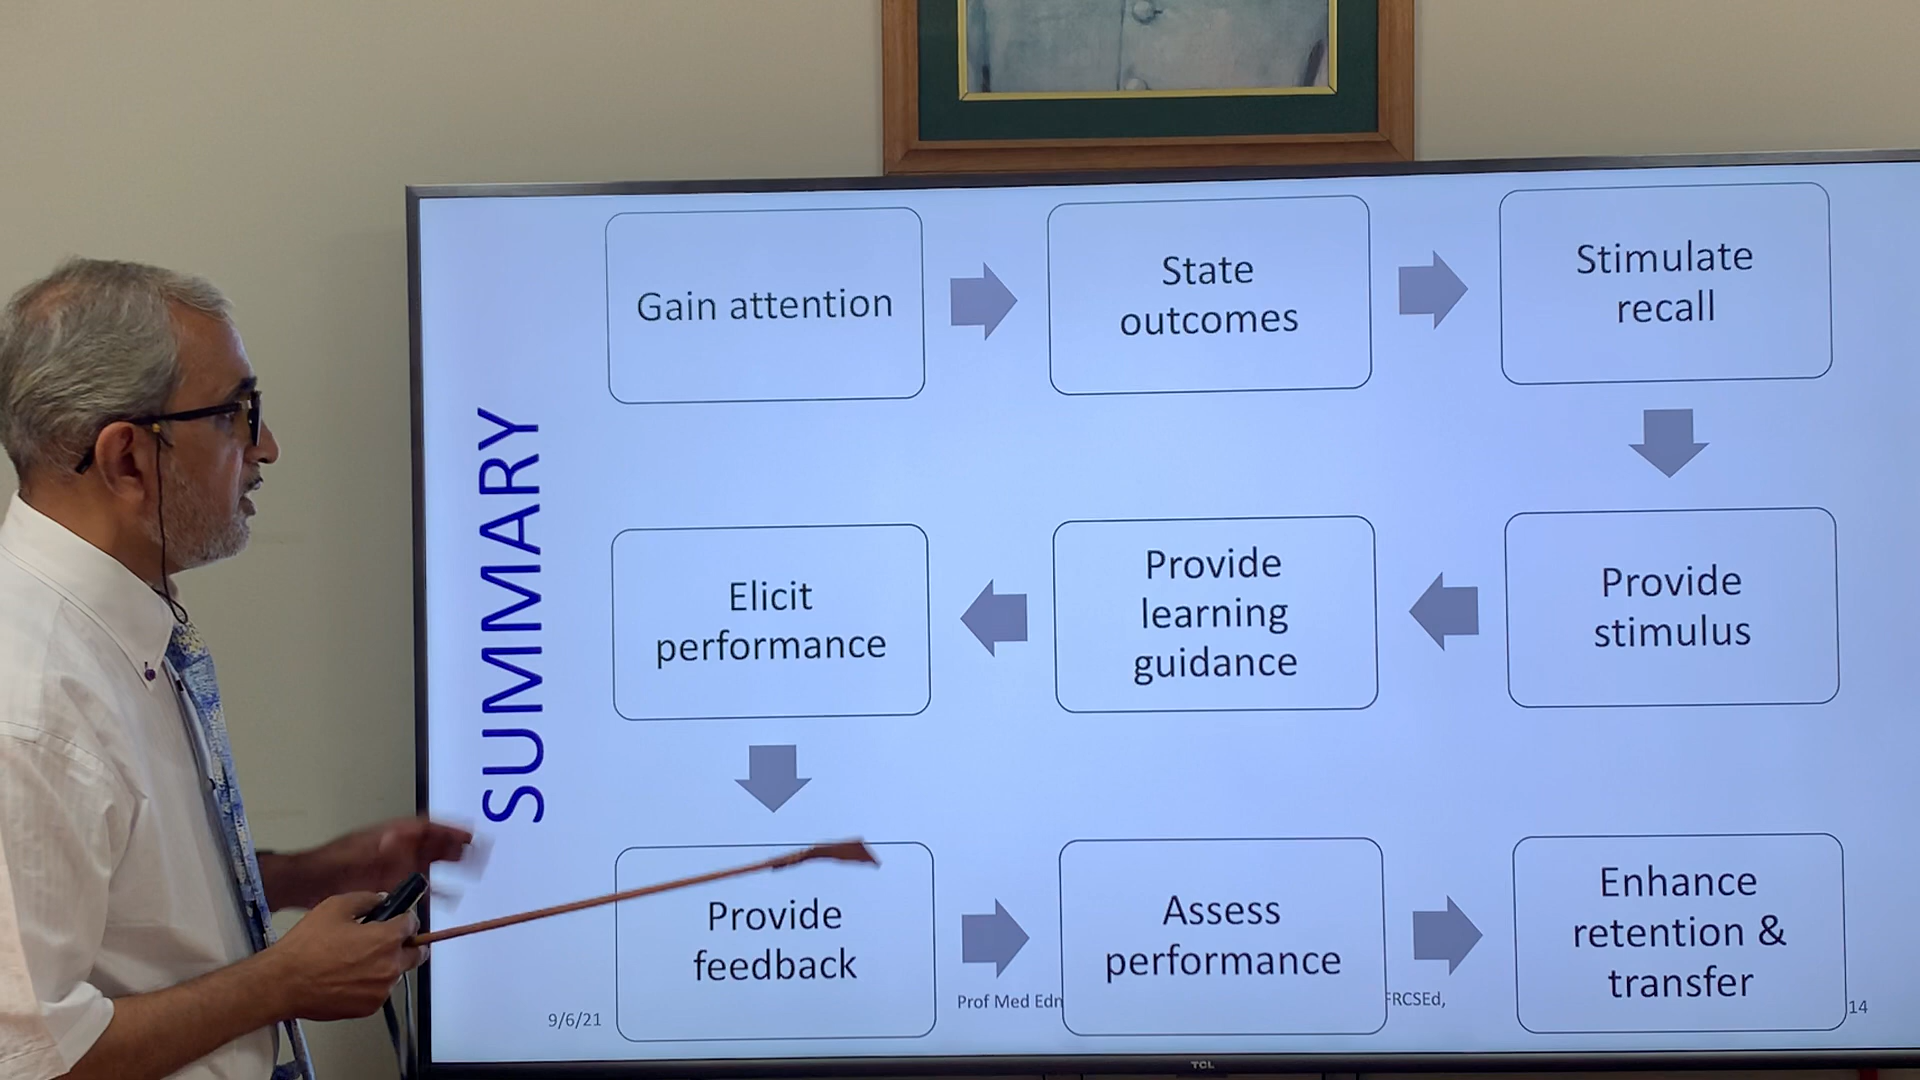 SUMMARY
Gain attention
State
outcomes
Stimulate
recall
Provide
stimulus
Provide
learning
guidance
Elicit
performance
Provide
feedback
Assess
performance
Enhance
retention &
transfer
9/6/21
Prof Med Edn
FRCSEd,
14
TCL